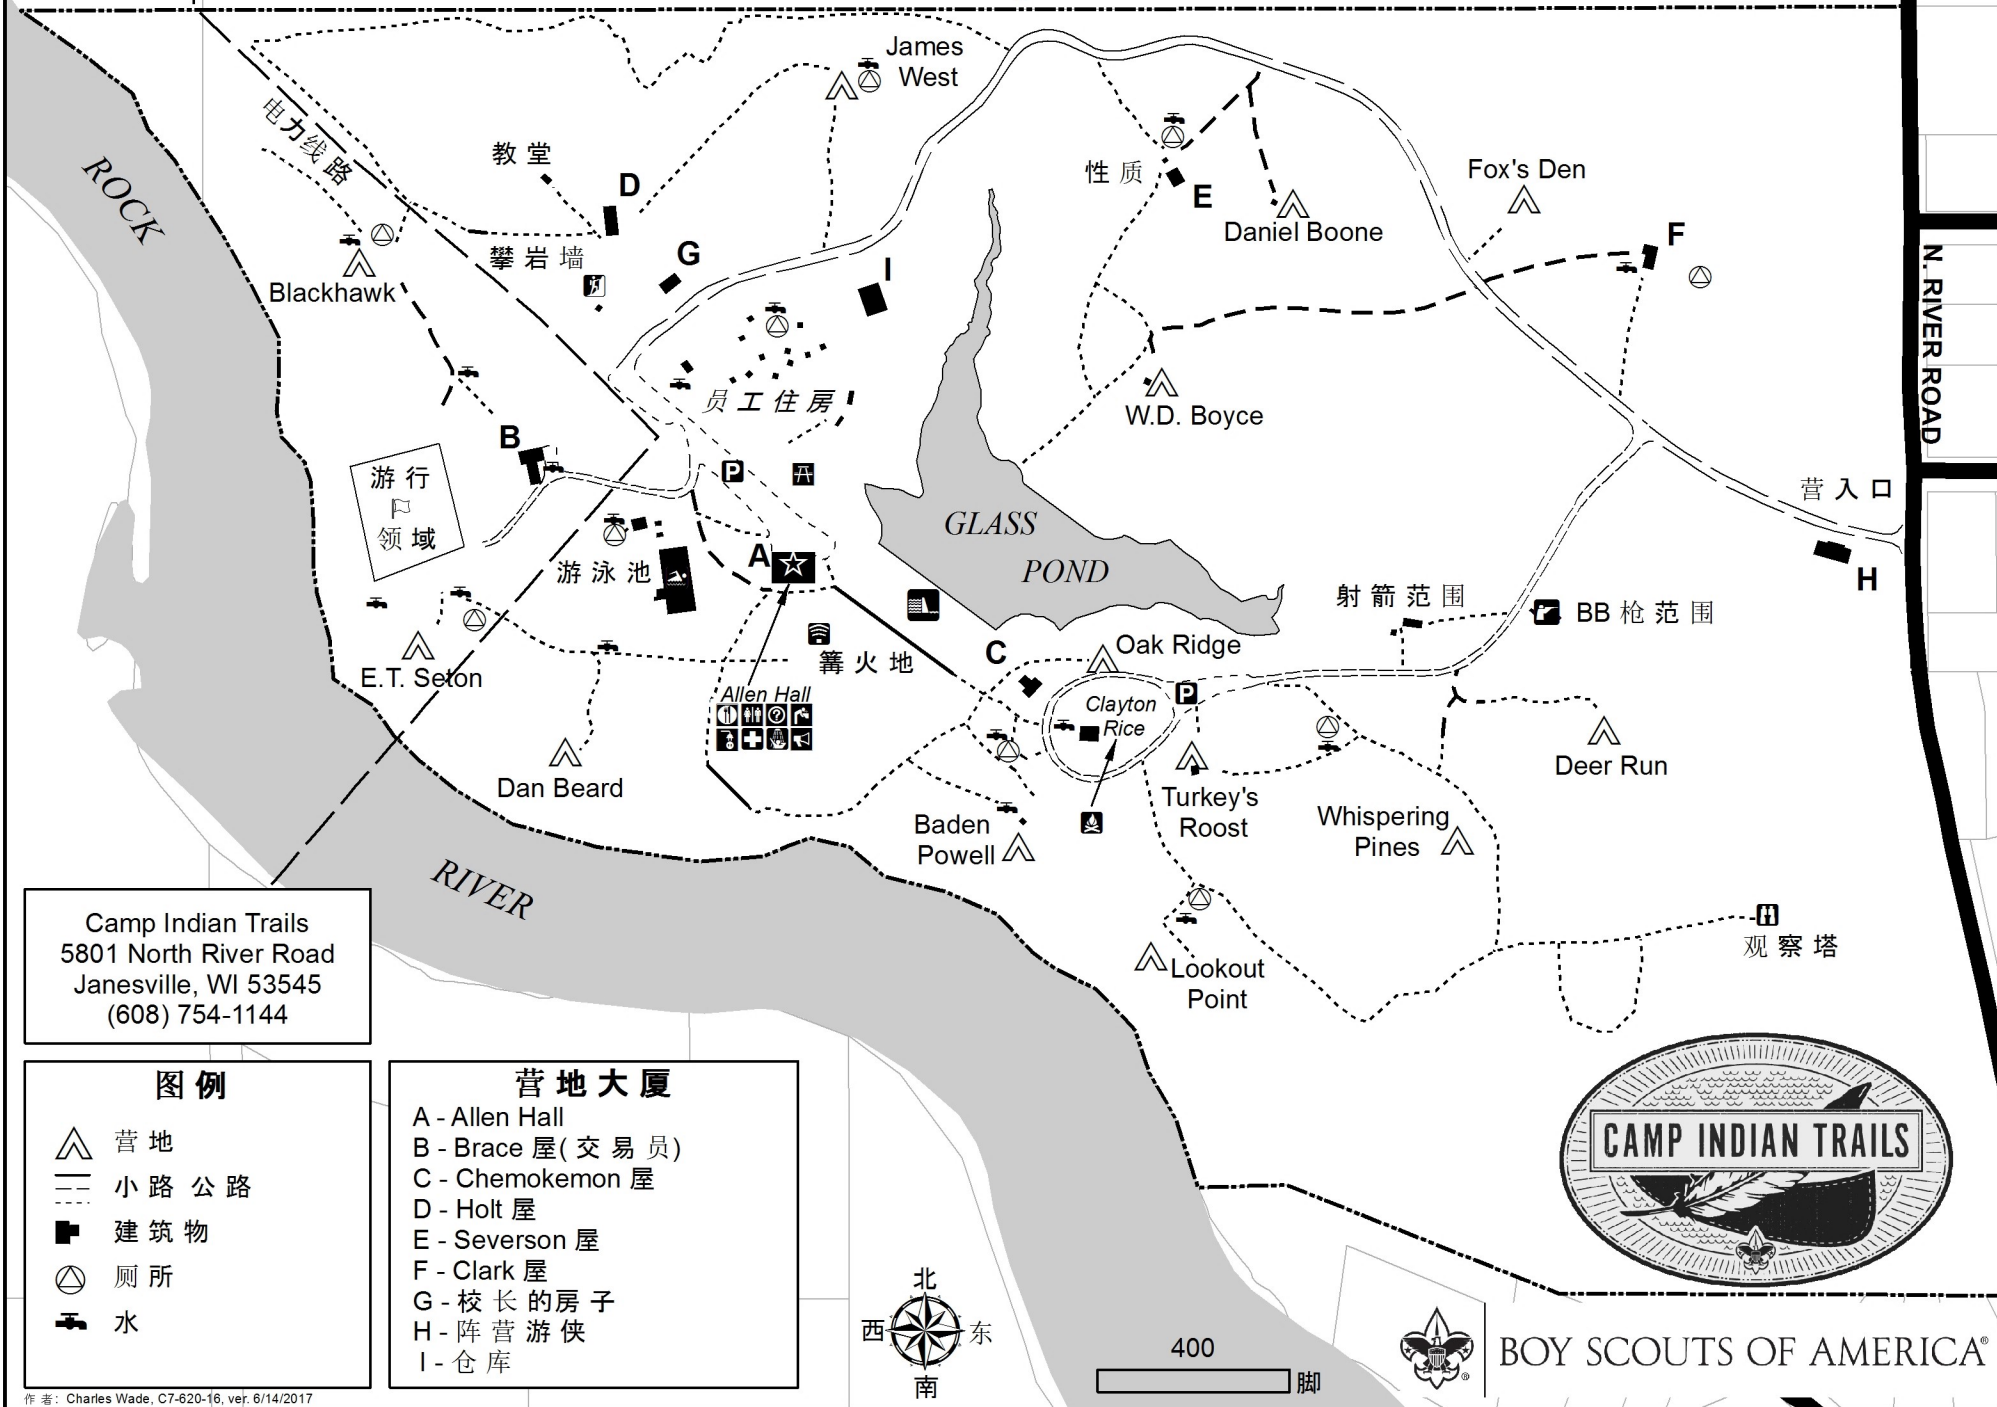 James
West
电力线路
教堂
D
ROCK
性质
E
Fox's Den
Daniel Boone
F
攀岩墙
G
I
Blackhawk
N. RIVER ROAD
员工住房
W.D. Boyce
B
游行
领域
P
GLASS
POND
营入口
H
A
游泳池
射箭范围
BB 枪范围
C
Oak Ridge
篝火地
E.T. Seton
Allen Hall
P
Clayton
Rice
Dan Beard
Deer Run
Turkey's
Roost
Whispering
Pines
Baden
Powell
RIVER
观察塔
Lookout
Point
Camp Indian Trails
5801 North River Road
Janesville, WI 53545
(608) 754-1144
图例
营地
小路 公路
建筑物
厕所
水
营地大厦
A - Allen Hall
B - Brace 屋(交易员)
C - Chemokemon 屋
D - Holt 屋
E - Severson 屋
F - Clark 屋
G - 校长的房子
H - 阵营游侠
I - 仓库
北
西
东
南
400
脚
CAMP INDIAN TRAILS
BOY SCOUTS OF AMERICA®
作者: Charles Wade, C7-620-16, ver. 6/14/2017